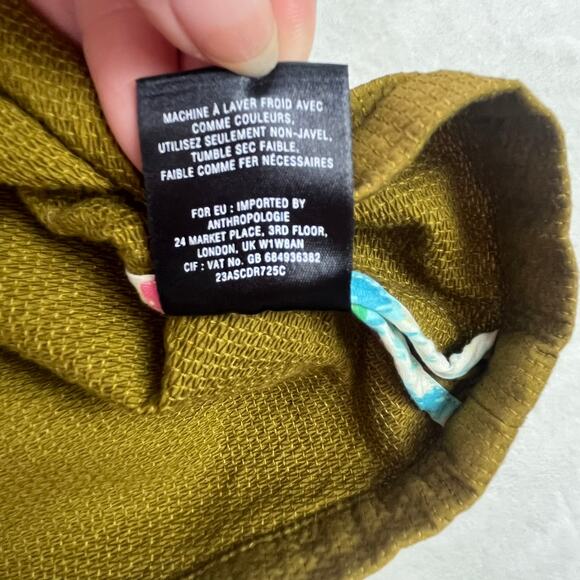 MACHINE À LAVER FROID AVEC
COMME COULEURS,
UTILISEZ SEULEMENT NON-JAVEL,
TUMBLE SEC FAIBLE,
FAIBLE COMME FER NÉCESSAIRES
FOR EU : IMPORTED BY
ANTHROPOLOGIE
24 MARKET PLACE, 3RD FLOOR,
LONDON, UK W1W8AN
CIF : VAT No. GB 684936382
23ASCDR725C